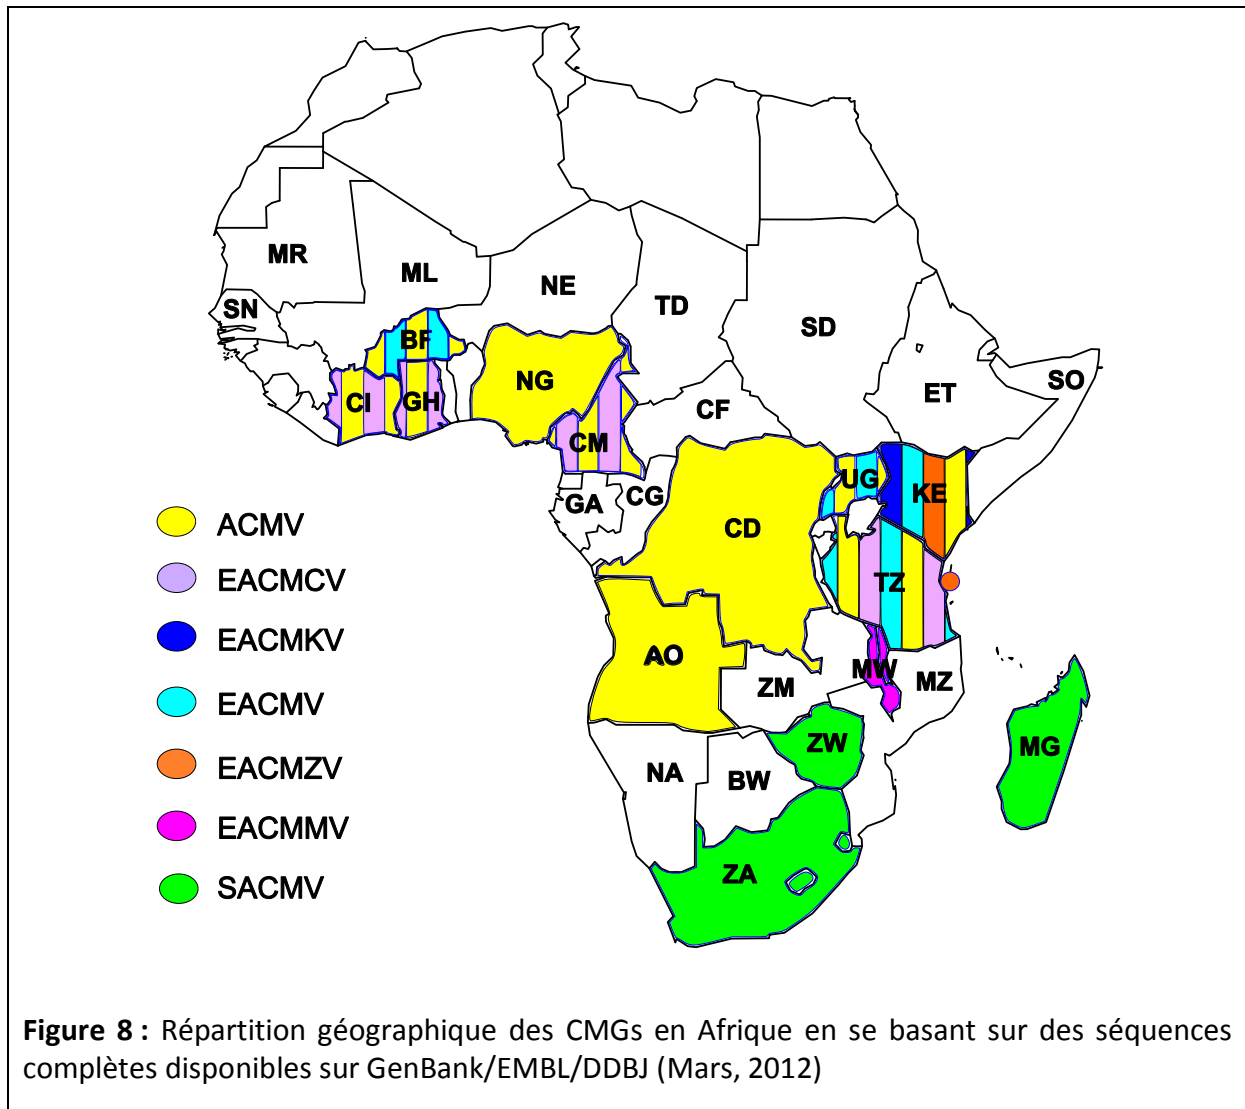 MR
ML
NE
TD
SD
SN
BF
NG
CI
GH
CM
CF
ET
SO
GA
CG
CD
UG
KE
TZ
AO
ZM
MW
MZ
MG
ZW
NA
BW
ZA
ACMV
EACMCV
EACMKV
EACMV
EACMZV
EACMMV
SACMV
Figure 8 : Répartition géographique des CMGs en Afrique en se basant sur des séquences
complètes disponibles sur GenBank/EMBL/DDBJ (Mars, 2012)